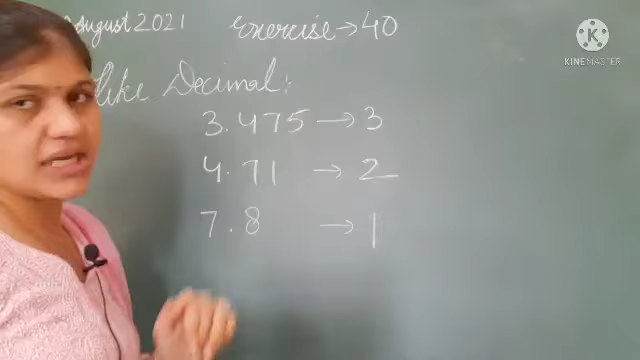 August 2021 Exercise → 40
like Decimal:
3.475 → 3
4.71 → 2
7.8 → 1
K
KINEMASTER